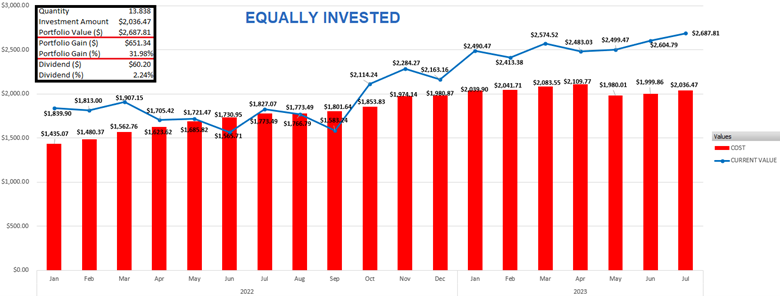 EQUALLY INVESTED
Quantity 13.838
Investment Amount $2,036.47
Portfolio Value ($) $2,687.81
Portfolio Gain ($) $651.34
Portfolio Gain (%) 31.98%
Dividend ($) $60.20
Dividend (%) 2.24%
$3,000.00
$2,500.00
$2,000.00
$1,500.00
$1,000.00
$500.00
$0.00
$1,839.90 $1,813.00 $1,907.15 $1,705.42 $1,721.47 $1,827.07 $1,773.49 $2,114.24 $2,284.27 $2,163.16 $2,490.47 $2,413.38 $2,574.52 $2,483.03 $2,499.47 $2,604.79 $2,687.81
$1,435.07 $1,480.37 $1,562.76 $1,730.95 $1,801.64 $1,853.83 $1,974.14 $1,980.87 $2,039.90 $2,041.71 $2,083.55 $2,109.77 $1,980.01 $1,999.86 $2,036.47
Jan Feb Mar Apr May Jun Jul Aug Sep Oct Nov Dec Jan Feb Mar Apr May Jun Jul
2022 2023
Values
COST
CURRENT VALUE